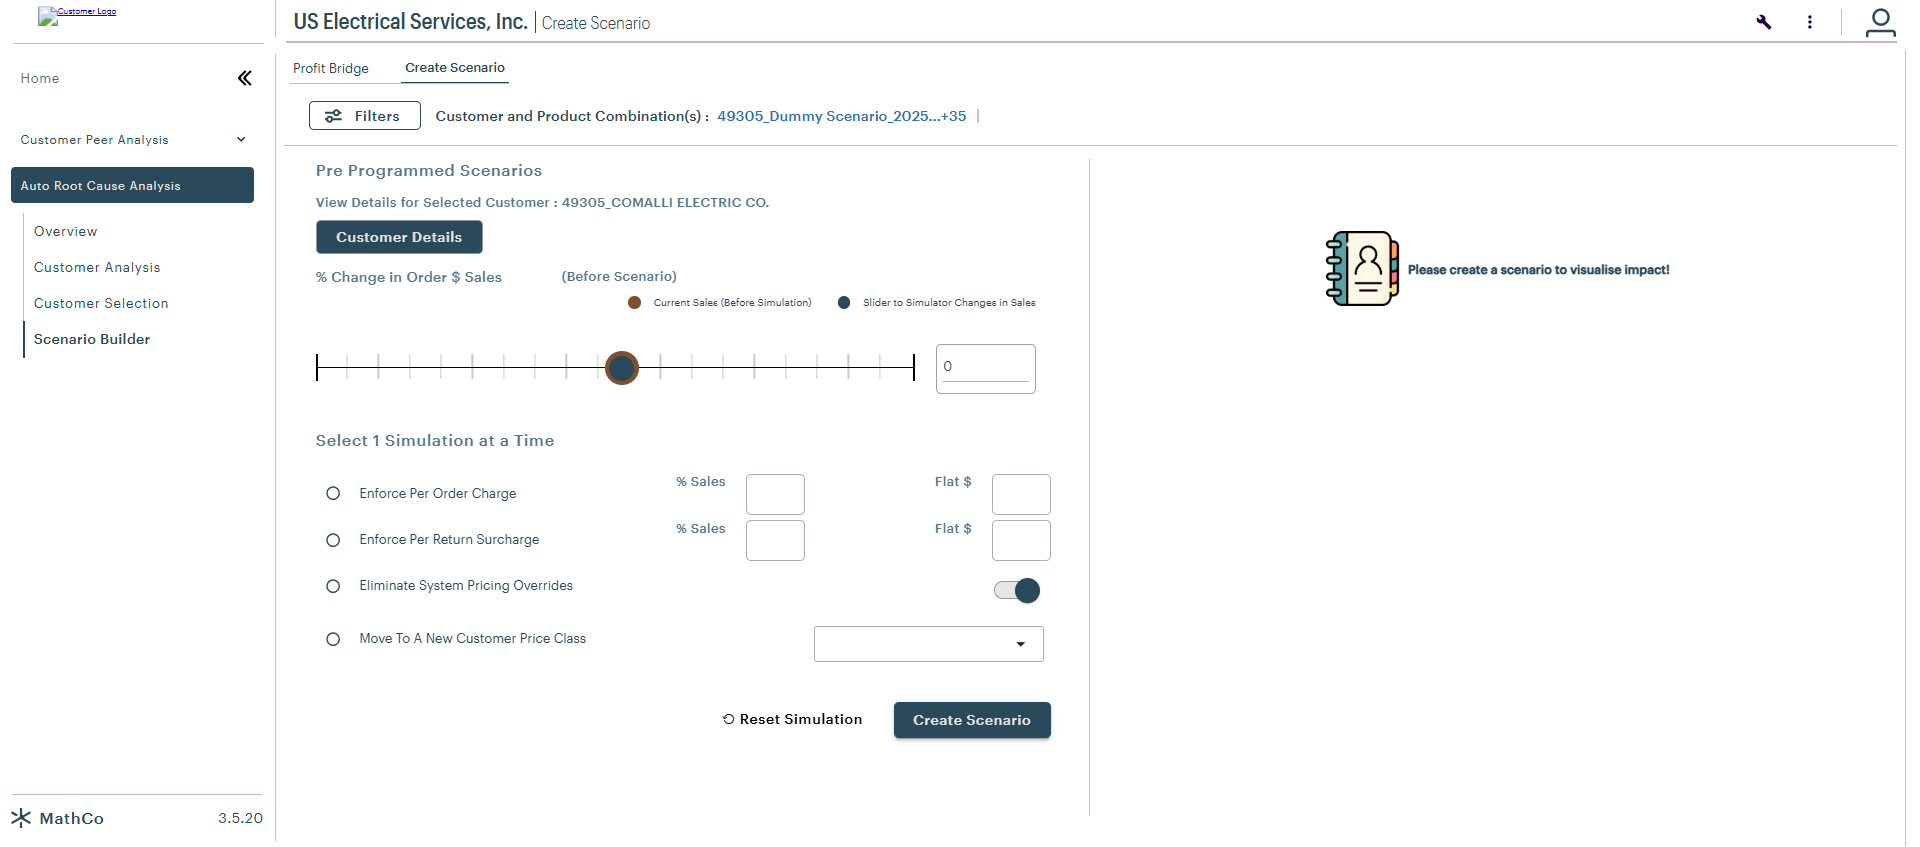 Customer Logo
US Electrical Services, Inc. | Create Scenario
Home
Customer Peer Analysis
Auto Root Cause Analysis
Overview
Customer Analysis
Customer Selection
Scenario Builder
MathCo 3.5.20
Profit Bridge Create Scenario
Filters Customer and Product Combination(s) : 49305_Dummy Scenario_2025...+35 |
Pre Programmed Scenarios
View Details for Selected Customer : 49305_COMALLI ELECTRIC CO.
Customer Details
% Change in Order $ Sales (Before Scenario)
Current Sales (Before Simulation) Slider to Simulator Changes in Sales
0
Select 1 Simulation at a Time
Enforce Per Order Charge % Sales Flat $
Enforce Per Return Surcharge % Sales Flat $
Eliminate System Pricing Overrides
Move To A New Customer Price Class
Reset Simulation Create Scenario
Please create a scenario to visualise impact!